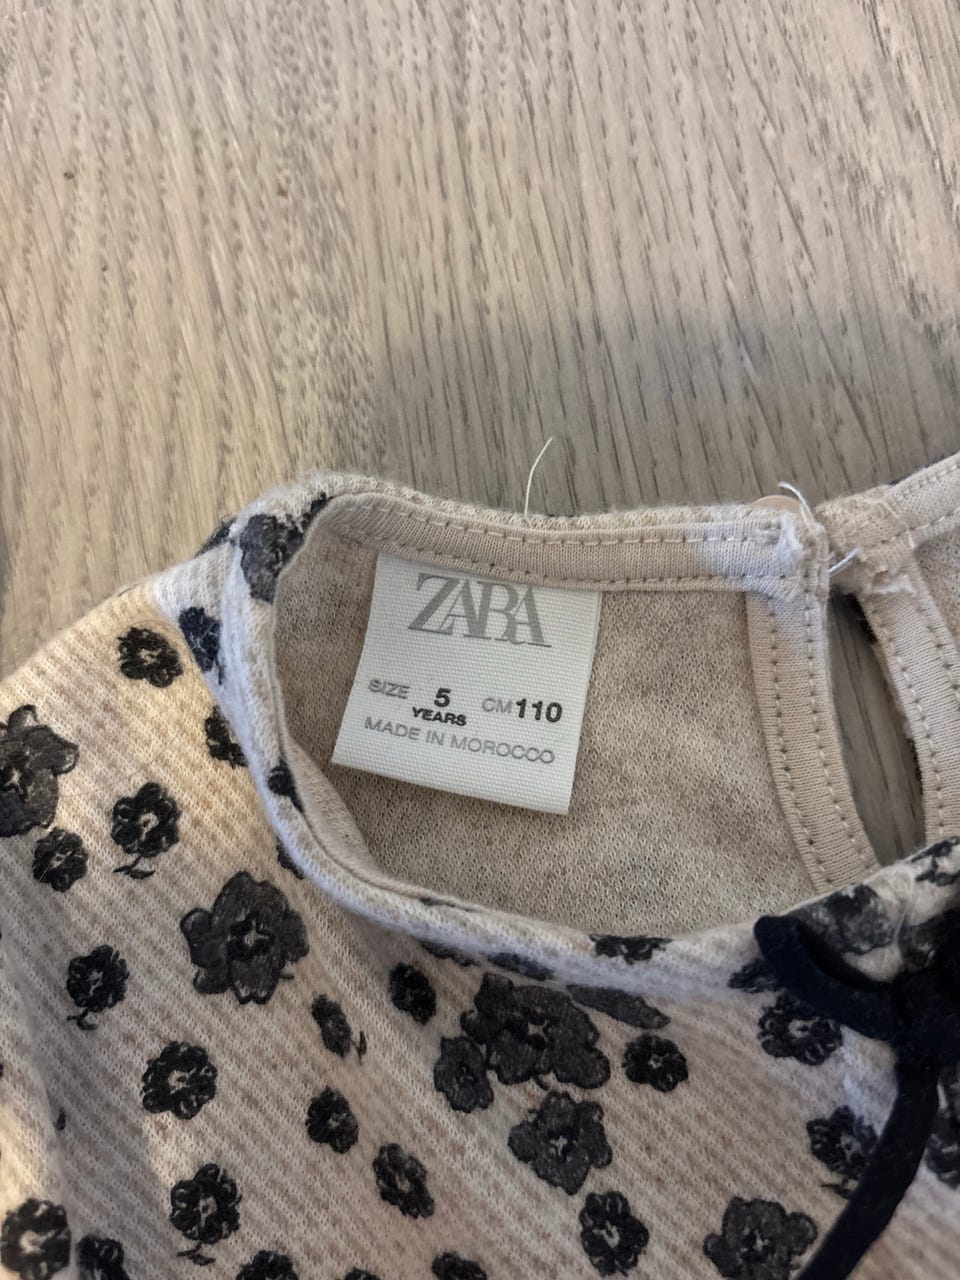 ZARA
SIZE 5 YEARS CM 110
MADE IN MOROCCO